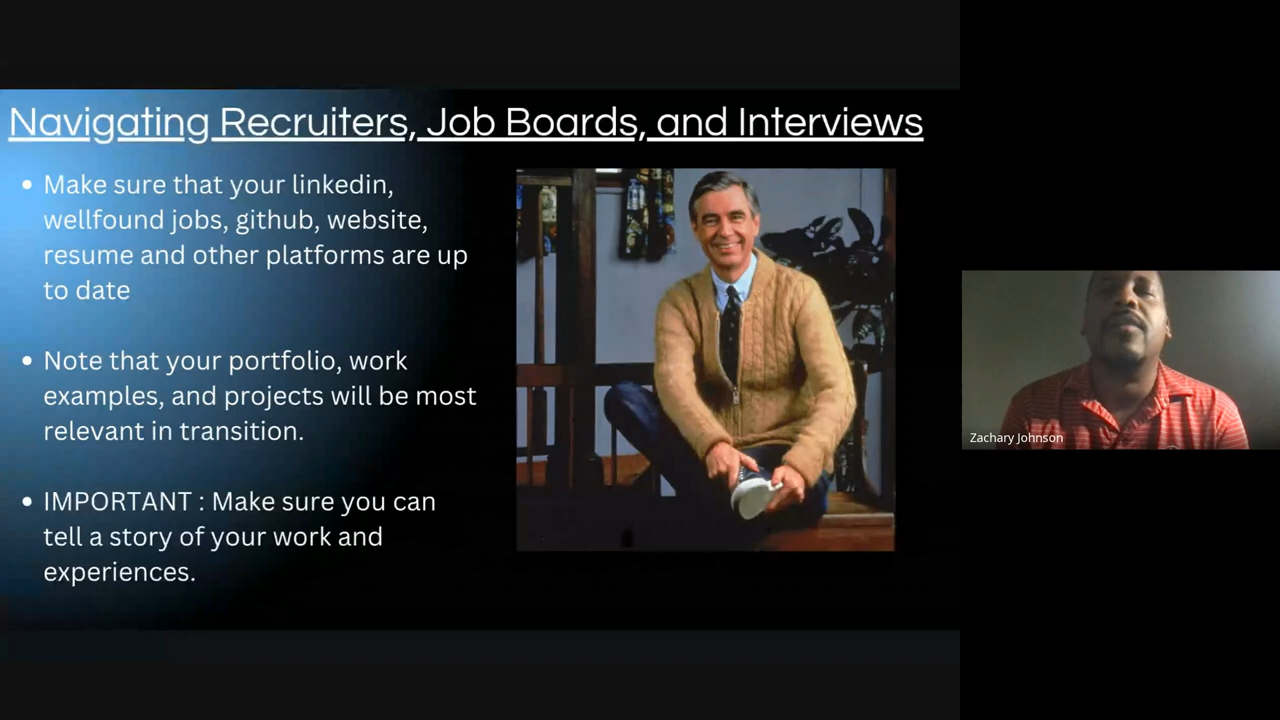 Navigating Recruiters, Job Boards, and Interviews
• Make sure that your linkedin,
wellfound jobs, github, website,
resume and other platforms are up
to date
• Note that your portfolio, work
examples, and projects will be most
relevant in transition.
• IMPORTANT : Make sure you can
tell a story of your work and
experiences.
Zachary Johnson